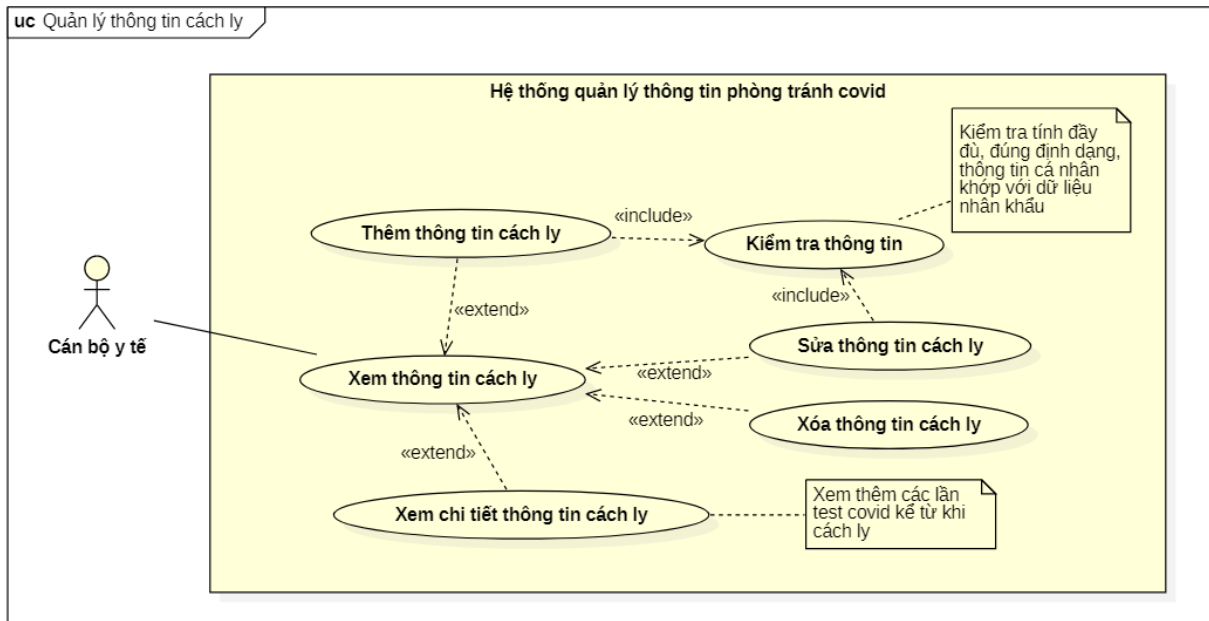 uc Quản lý thông tin cách ly
Hệ thống quản lý thông tin phòng tránh covid
Kiểm tra tính đầy
đủ, đúng định dạng,
thông tin cá nhân
khớp với dữ liệu
nhân khẩu
«include»
Thêm thông tin cách ly
Kiểm tra thông tin
«include»
«extend»
Cán bộ y tế
Sửa thông tin cách ly
Xem thông tin cách ly
«extend»
«extend»
Xóa thông tin cách ly
«extend»
Xem chi tiết thông tin cách ly
Xem thêm các lần
test covid kể từ khi
cách ly